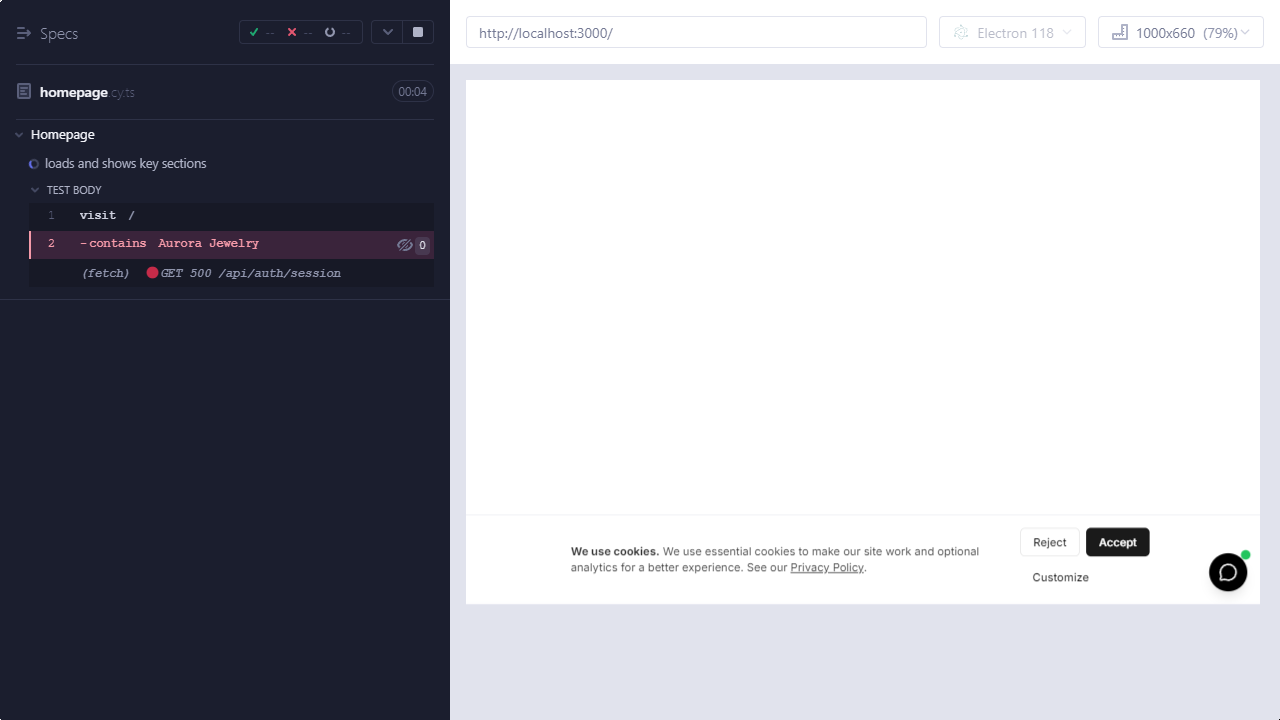 Specs
-- -- --
homepage.cy.ts 00:04
Homepage
loads and shows key sections
TEST BODY
1 visit /
2 -contains Aurora Jewelry 0
(fetch) GET 500 /api/auth/session
http://localhost:3000/
Electron 118
1000x660 (79%)
We use cookies. We use essential cookies to make our site work and optional
analytics for a better experience. See our Privacy Policy.
Reject
Accept
Customize